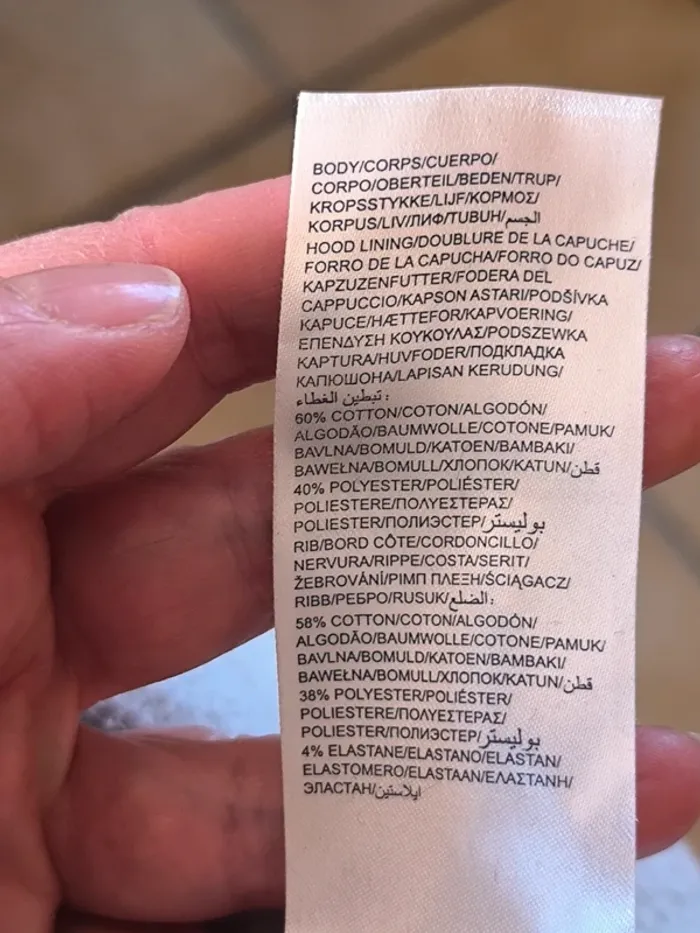 BODY/CORPS/CUERPO/
CORPO/OBERTEIL/BEDEN/TRUP/
KROPSSTYKKE/LIJF/ΚΟΡΜΟΣ/
KORPUS/LIV/ЛИФ/TUBUH/الجسم
HOOD LINING/DOUBLURE DE LA CAPUCHE/
FORRO DE LA CAPUCHA/FORRO DO CAPUZ/
KAPZUZENFUTTER/FODERA DEL
CAPPUCCIO/KAPSON ASTARI/PODŠÍVKA
KAPUCE/HÆTTEFOR/KAPVOERING/
ΕΠΕΝΔΥΣΗ ΚΟΥΚΟΥΛΑΣ/PODSZEWKA
KAPTURA/HUVFODER/ПОДКЛАДКА
КАПЮШОНА/LAPISAN KERUDUNG/
تبطين الغطاء:
60% COTTON/COTON/ALGODÓN/
ALGODÃO/BAUMWOLLE/COTONE/PAMUK/
BAVLNA/BOMULD/KATOEN/ΒΑΜΒΑΚΙ/
BAWEŁNA/BOMULL/ХЛОПОК/KATUN/قطن
40% POLYESTER/POLIÉSTER/
POLIESTERE/ΠΟΛΥΕΣΤΕΡΑΣ/
POLIESTER/ПОЛИЭСТЕР/بوليستر
RIB/BORD CÔTE/CORDONCILLO/
NERVURA/RIPPE/COSTA/SERIT/
ŽEBROVÁNÍ/ΡΙΜΠ ΠΛΕΞΗ/ŚCIĄGACZ/
RIBB/РЕБРО/RUSUK/الضلع:
58% COTTON/COTON/ALGODÓN/
ALGODÃO/BAUMWOLLE/COTONE/PAMUK/
BAVLNA/BOMULD/KATOEN/ΒΑΜΒΑΚΙ/
BAWEŁNA/BOMULL/ХЛОПОК/KATUN/قطن
38% POLYESTER/POLIÉSTER/
POLIESTERE/ΠΟΛΥΕΣΤΕΡΑΣ/
POLIESTER/ПОЛИЭСТЕР/بوليستر
4% ELASTANE/ELASTANO/ELASTAN/
ELASTOMERO/ELASTAAN/ΕΛΑΣΤΑΝΗ/
ЭЛАСТАН/ايلاستين